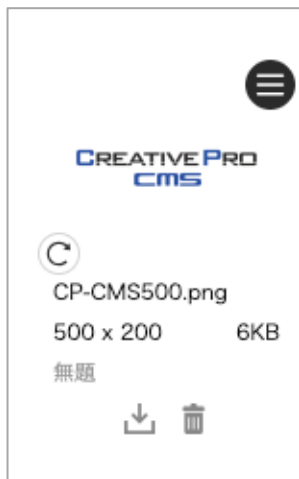 CREATIVE PRO
CMS
CP-CMS500.png
500 x 200 6KB
無題